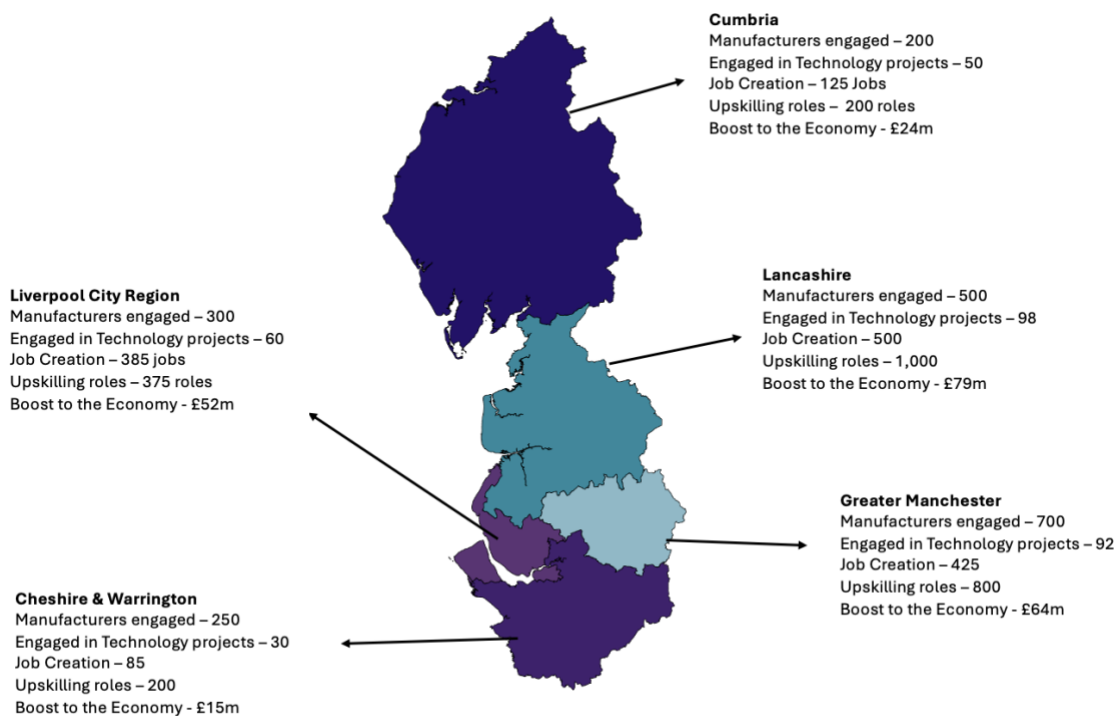 Cumbria
Manufacturers engaged – 200
Engaged in Technology projects – 50
Job Creation – 125 Jobs
Upskilling roles –  200 roles
Boost to the Economy - £24m
Lancashire
Manufacturers engaged – 500
Engaged in Technology projects – 98
Job Creation – 500
Upskilling roles – 1,000
Boost to the Economy - £79m
Liverpool City Region
Manufacturers engaged – 300
Engaged in Technology projects – 60
Job Creation – 385 jobs
Upskilling roles – 375 roles
Boost to the Economy - £52m
Greater Manchester
Manufacturers engaged – 700
Engaged in Technology projects – 92
Job Creation – 425
Upskilling roles – 800
Boost to the Economy - £64m
Cheshire & Warrington
Manufacturers engaged – 250
Engaged in Technology projects – 30
Job Creation – 85
Upskilling roles – 200
Boost to the Economy - £15m